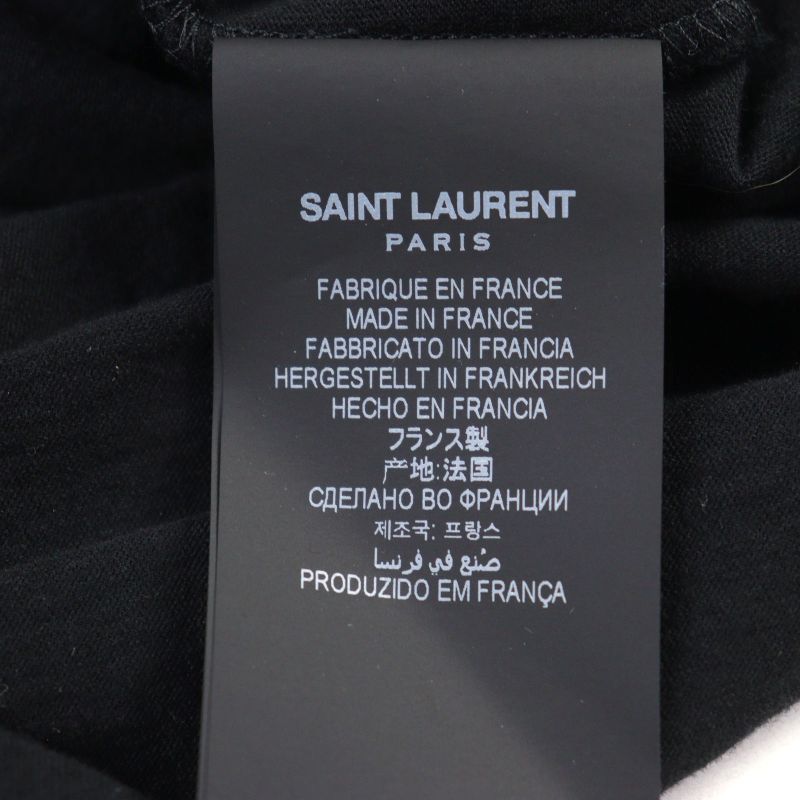 SAINT LAURENT
PARIS
FABRIQUE EN FRANCE
MADE IN FRANCE
FABBRICATO IN FRANCIA
HERGESTELLT IN FRANKREICH
HECHO EN FRANCIA
フランス製
产地:法国
СДЕЛАНО ВО ФРАНЦИИ
제조국: 프랑스
صُنع في فرنسا
PRODUZIDO EM FRANÇA